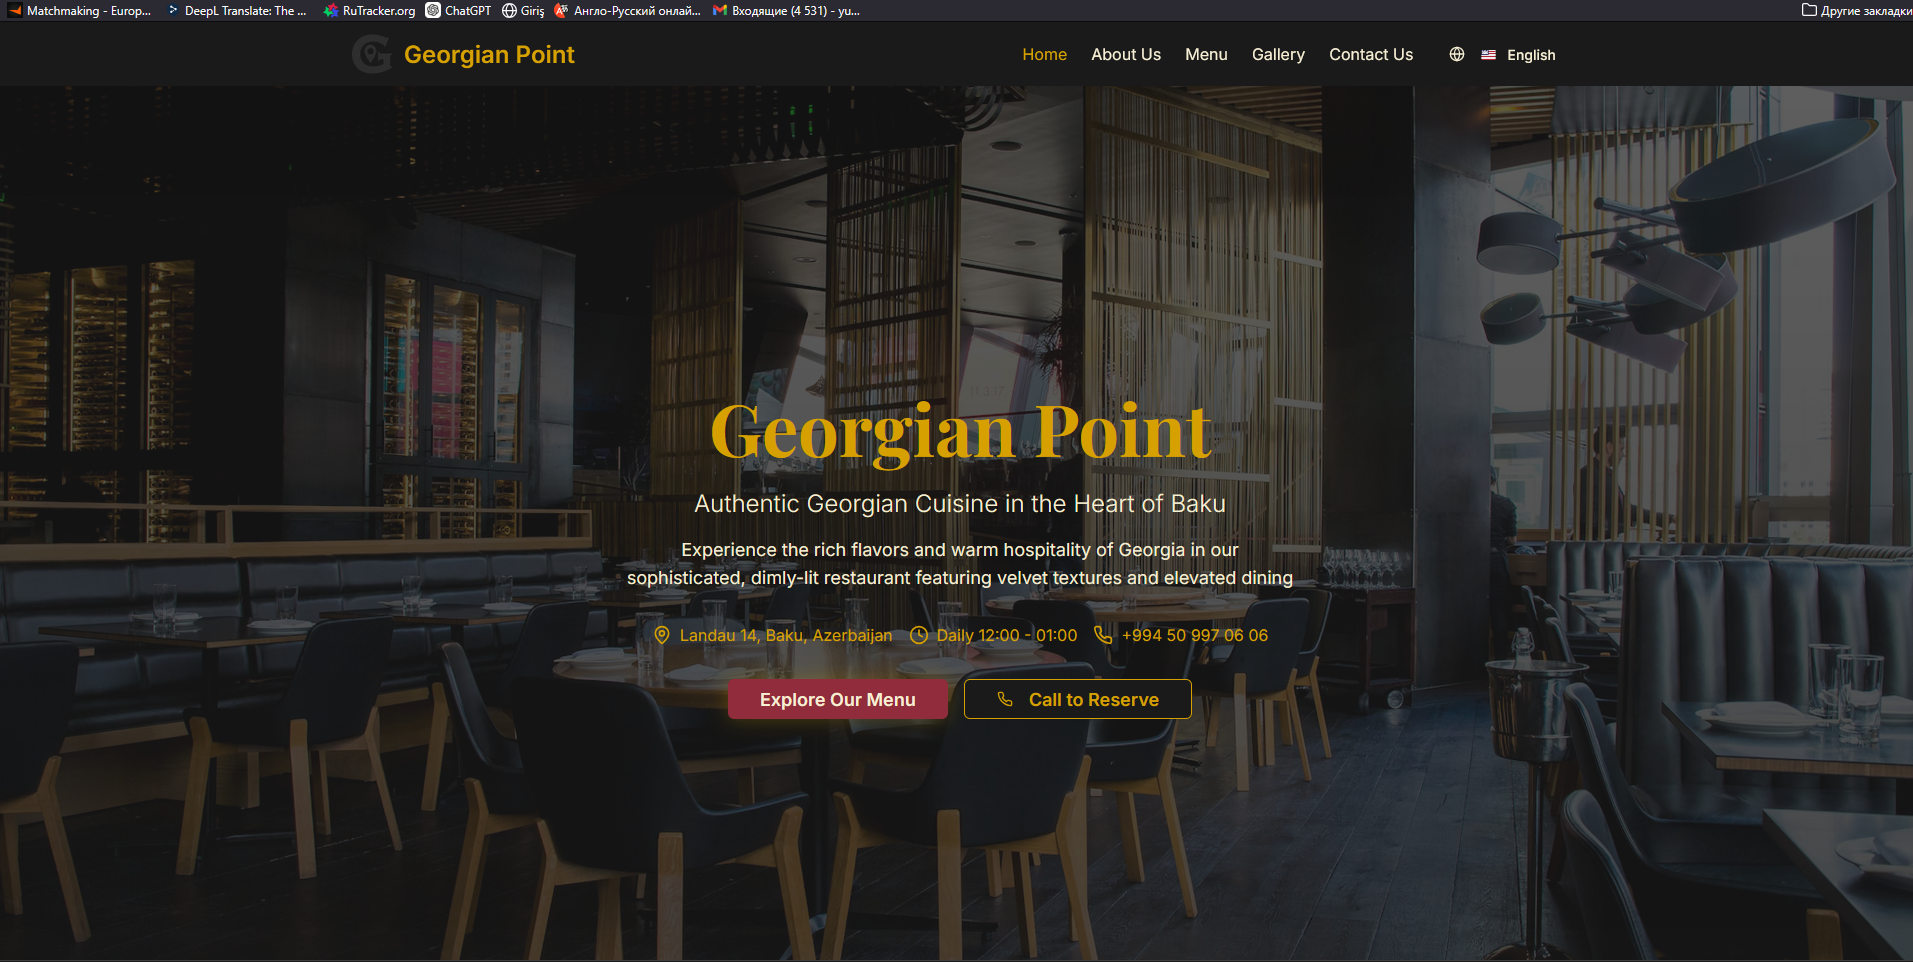 Matchmaking - Europ...
DeepL Translate: The ...
RuTracker.org
ChatGPT
Giriş
Англо-Русский онлай...
Входящие (4 531) - yu...
Другие закладки
Georgian Point
Home
About Us
Menu
Gallery
Contact Us
English
Georgian Point
Authentic Georgian Cuisine in the Heart of Baku
Experience the rich flavors and warm hospitality of Georgia in our
sophisticated, dimly-lit restaurant featuring velvet textures and elevated dining
Landau 14, Baku, Azerbaijan
Daily 12:00 - 01:00
+994 50 997 06 06
Explore Our Menu
Call to Reserve